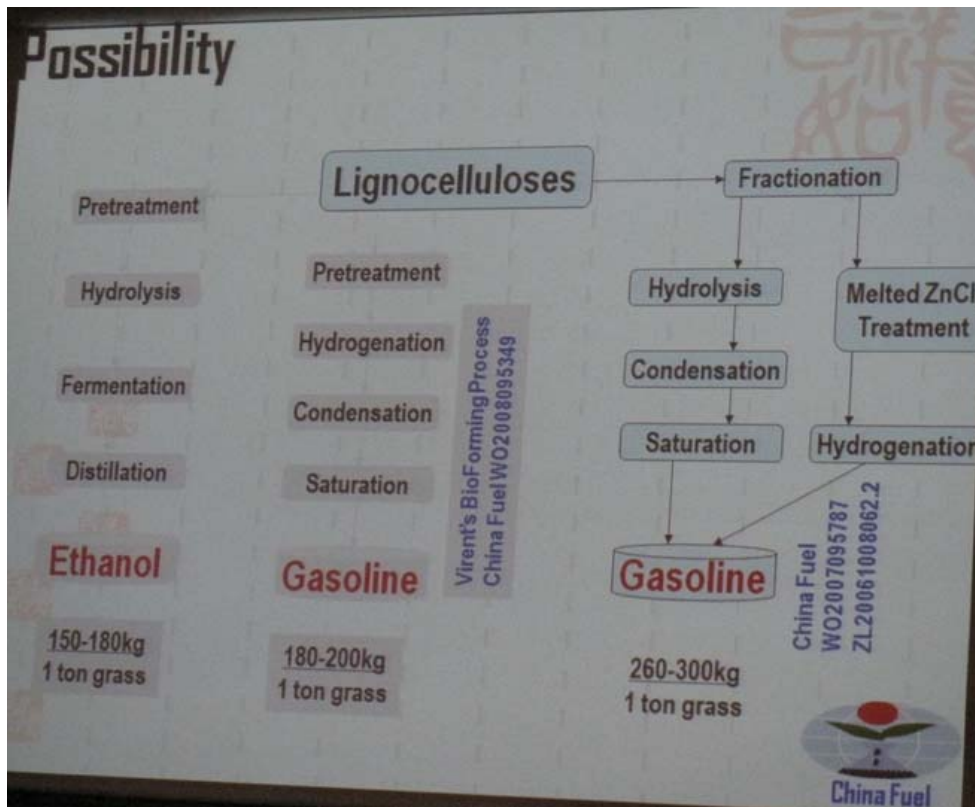 Possibility
Lignocelluloses
Fractionation
Pretreatment
Hydrolysis
Fermentation
Distillation
Ethanol
150-180kg
1 ton grass
Pretreatment
Hydrogenation
Condensation
Saturation
Gasoline
180-200kg
1 ton grass
Virent's BioForming Process
China Fuel WO2008095349
Hydrolysis
Condensation
Saturation
Melted ZnCl
Treatment
Hydrogenation
Gasoline
260-300kg
1 ton grass
China Fuel
WO2007095787
ZL200610008062.2
China Fuel